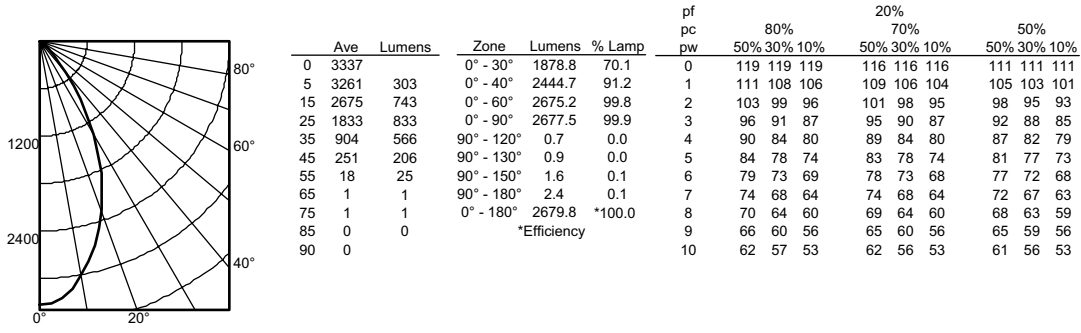 1200
2400
0°
20°
40°
60°
80°
Ave Lumens
0 3337
5 3261 303
15 2675 743
25 1833 833
35 904 566
45 251 206
55 18 25
65 1 1
75 1 1
85 0 0
90 0
Zone Lumens % Lamp
0° - 30° 1878.8 70.1
0° - 40° 2444.7 91.2
0° - 60° 2675.2 99.8
0° - 90° 2677.5 99.9
90° - 120° 0.7 0.0
90° - 130° 0.9 0.0
90° - 150° 1.6 0.1
90° - 180° 2.4 0.1
0° - 180° 2679.8 *100.0
*Efficiency
pf 20%
pc 80% 70% 50%
pw 50% 30% 10% 50% 30% 10% 50% 30% 10%
0 119 119 119 116 116 116 111 111 111
1 111 108 106 109 106 104 105 103 101
2 103 99 96 101 98 95 98 95 93
3 96 91 87 95 90 87 92 88 85
4 90 84 80 89 84 80 87 82 79
5 84 78 74 83 78 74 81 77 73
6 79 73 69 78 73 68 77 72 68
7 74 68 64 74 68 64 72 67 63
8 70 64 60 69 64 60 68 63 59
9 66 60 56 65 60 56 65 59 56
10 62 57 53 62 56 53 61 56 53